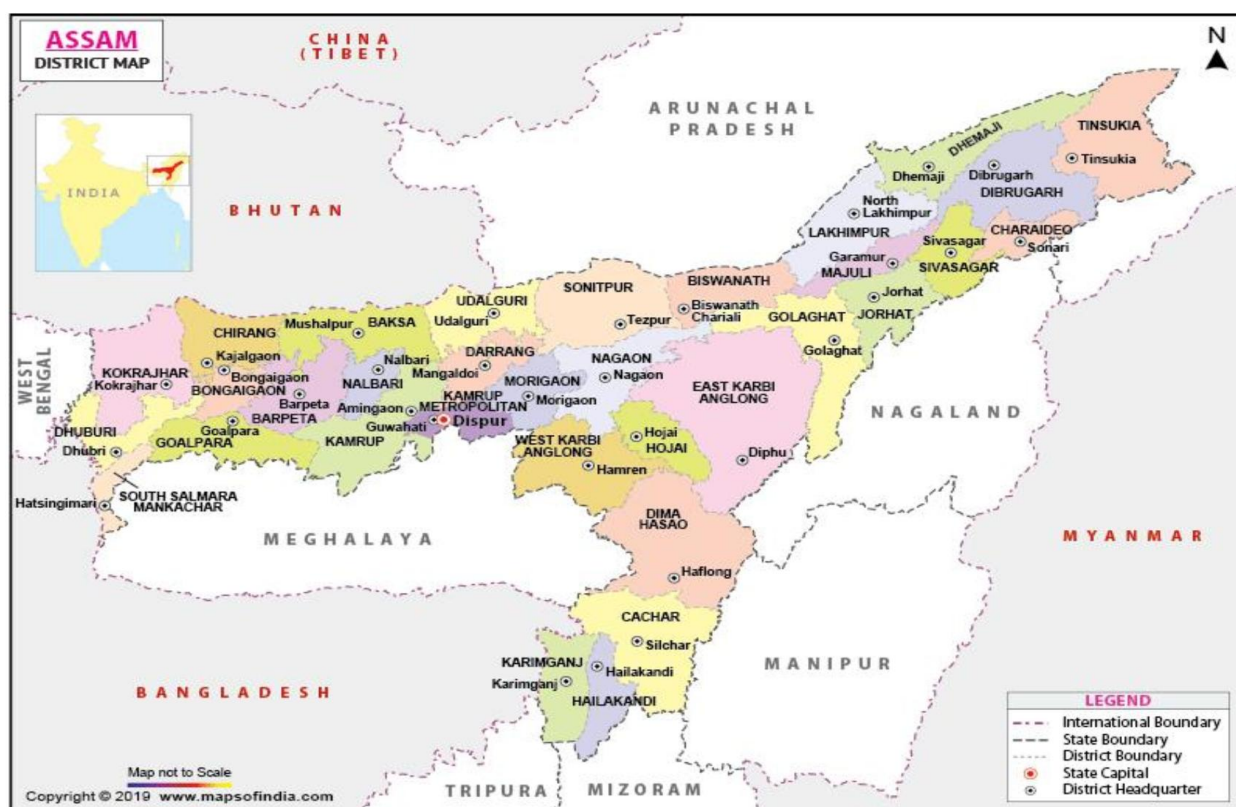 ASSAM
DISTRICT MAP
CHINA
(TIBET)
N
ARUNACHAL
PRADESH
INDIA
BHUTAN
TINSUKIA
Tinsukia
DHEMAJI
Dhemaji
Dibrugarh
DIBRUGARH
North
Lakhimpur
LAKHIMPUR
CHARAIDEO
Sonari
Sivasagar
SIVASAGAR
Garamur
MAJULI
Jorhat
JORHAT
BISWANATH
Biswanath
Chariali
SONITPUR
Tezpur
GOLAGHAT
Golaghat
UDALGURI
Udalguri
BAKSA
Mushalpur
CHIRANG
Kajalgaon
WEST
BENGAL
KOKRAJHAR
Kokrajhar
Bongaigaon
BONGAIGAON
Barpeta
BARPETA
Nalbari
NALBARI
DARRANG
Mangaldoi
NAGAON
Nagaon
MORIGAON
Morigaon
KAMRUP
METROPOLITAN
Amingaon
Guwahati
Dispur
KAMRUP
EAST KARBI
ANGLONG
Diphu
NAGALAND
DHUBURI
Dhubri
Goalpara
GOALPARA
WEST KARBI
ANGLONG
Hamren
Hojai
HOJAI
SOUTH SALMARA
MANKACHAR
Hatsingimari
MEGHALAYA
DIMA
HASAO
Haflong
MYANMAR
CACHAR
Silchar
KARIMGANJ
Karimganj
Hailakandi
HAILAKANDI
MANIPUR
BANGLADESH
TRIPURA
MIZORAM
LEGEND
International Boundary
State Boundary
District Boundary
State Capital
District Headquarter
Map not to Scale
Copyright © 2019 www.mapsofindia.com